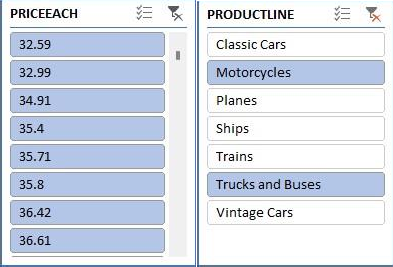 PRICEEACH
32.59
32.99
34.91
35.4
35.71
35.8
36.42
36.61
PRODUCTLINE
Classic Cars
Motorcycles
Planes
Ships
Trains
Trucks and Buses
Vintage Cars